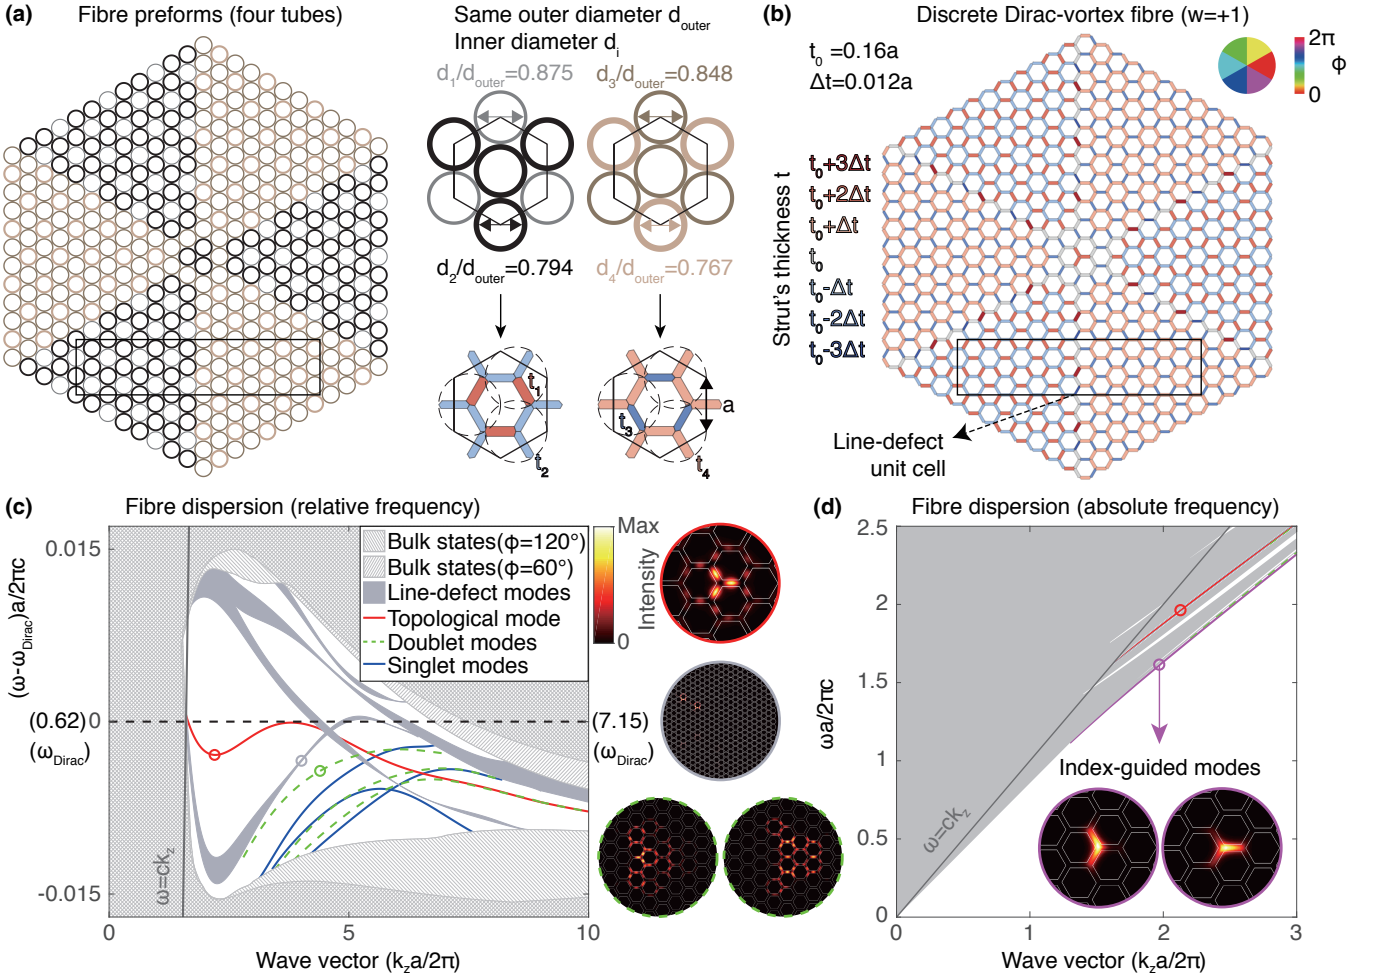 (a) Fibre preforms (four tubes)
Same outer diameter d_outer
Inner diameter d_i
d_1/d_outer=0.875
d_3/d_outer=0.848
d_2/d_outer=0.794
d_4/d_outer=0.767
t_1
t_2
t_3
t_4
a
(b) Discrete Dirac-vortex fibre (w=+1)
t_0 =0.16a
Δt=0.012a
2π
ϕ
0
Strut's thickness t
t_0+3Δt
t_0+2Δt
t_0+Δt
t_0
t_0-Δt
t_0-2Δt
t_0-3Δt
Line-defect
unit cell
(c) Fibre dispersion (relative frequency)
(ω-ω_Dirac)a/2πc
0.015
(0.62) 0
(ω_Dirac)
-0.015
ω=ck_z
Bulk states(ϕ=120°)
Bulk states(ϕ=60°)
Line-defect modes
Topological mode
Doublet modes
Singlet modes
(7.15)
(ω_Dirac)
0
5
10
Wave vector (k_za/2π)
Max
Intensity
0
(d) Fibre dispersion (absolute frequency)
ωa/2πc
2.5
2
1.5
1
0.5
0
ω=ck_z
Index-guided modes
0
1
2
3
Wave vector (k_za/2π)